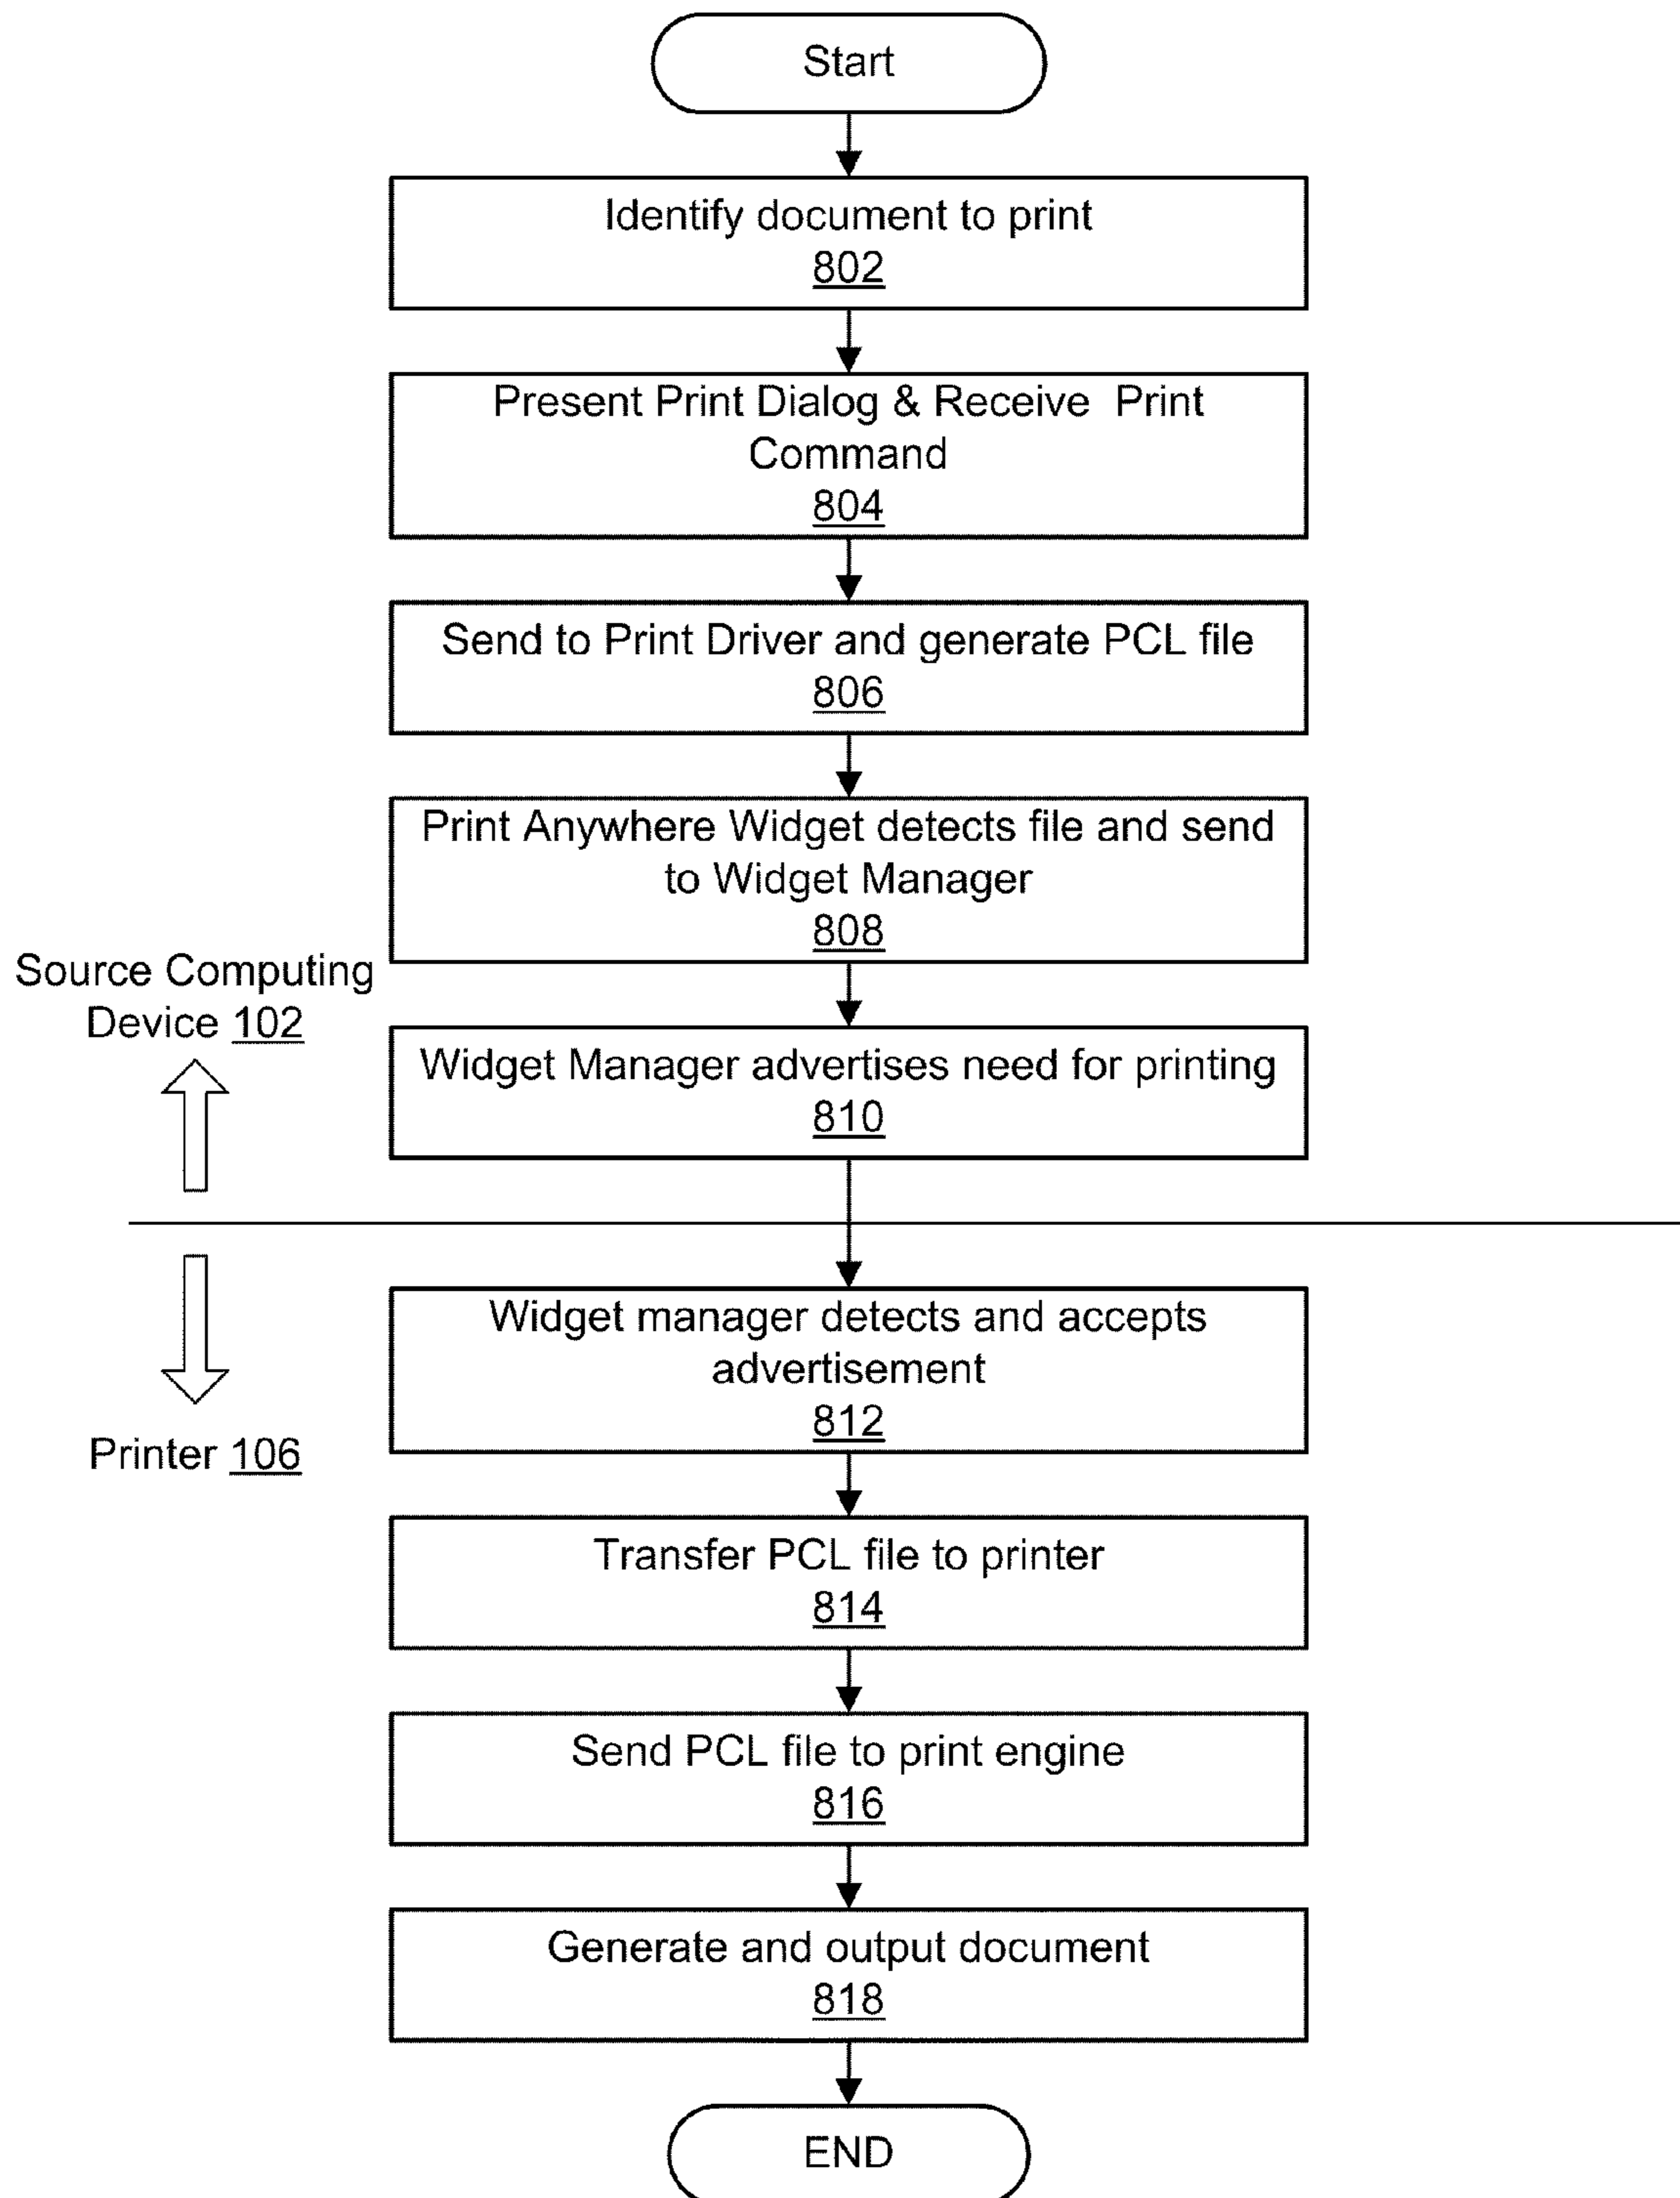 Start
Identify document to print
802
Present Print Dialog & Receive Print
Command
804
Send to Print Driver and generate PCL file
806
Print Anywhere Widget detects file and send
to Widget Manager
808
Source Computing
Device 102
Widget Manager advertises need for printing
810
Widget manager detects and accepts
advertisement
812
Printer 106
Transfer PCL file to printer
814
Send PCL file to print engine
816
Generate and output document
818
END